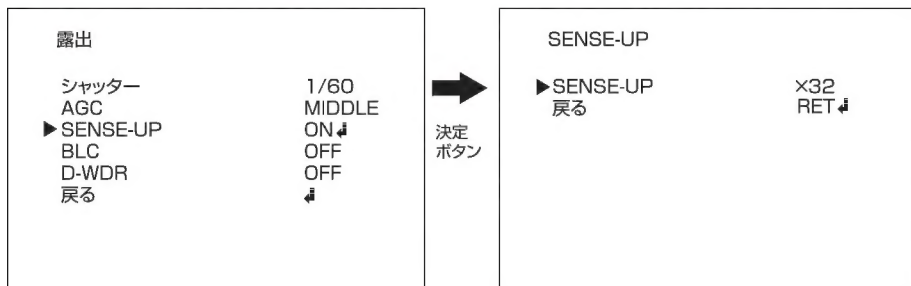 露出
シャッター 1/60
AGC MIDDLE
▶SENSE-UP ON↲
BLC OFF
D-WDR OFF
戻る ↲
決定
ボタン
SENSE-UP
▶SENSE-UP ×32
戻る RET↲